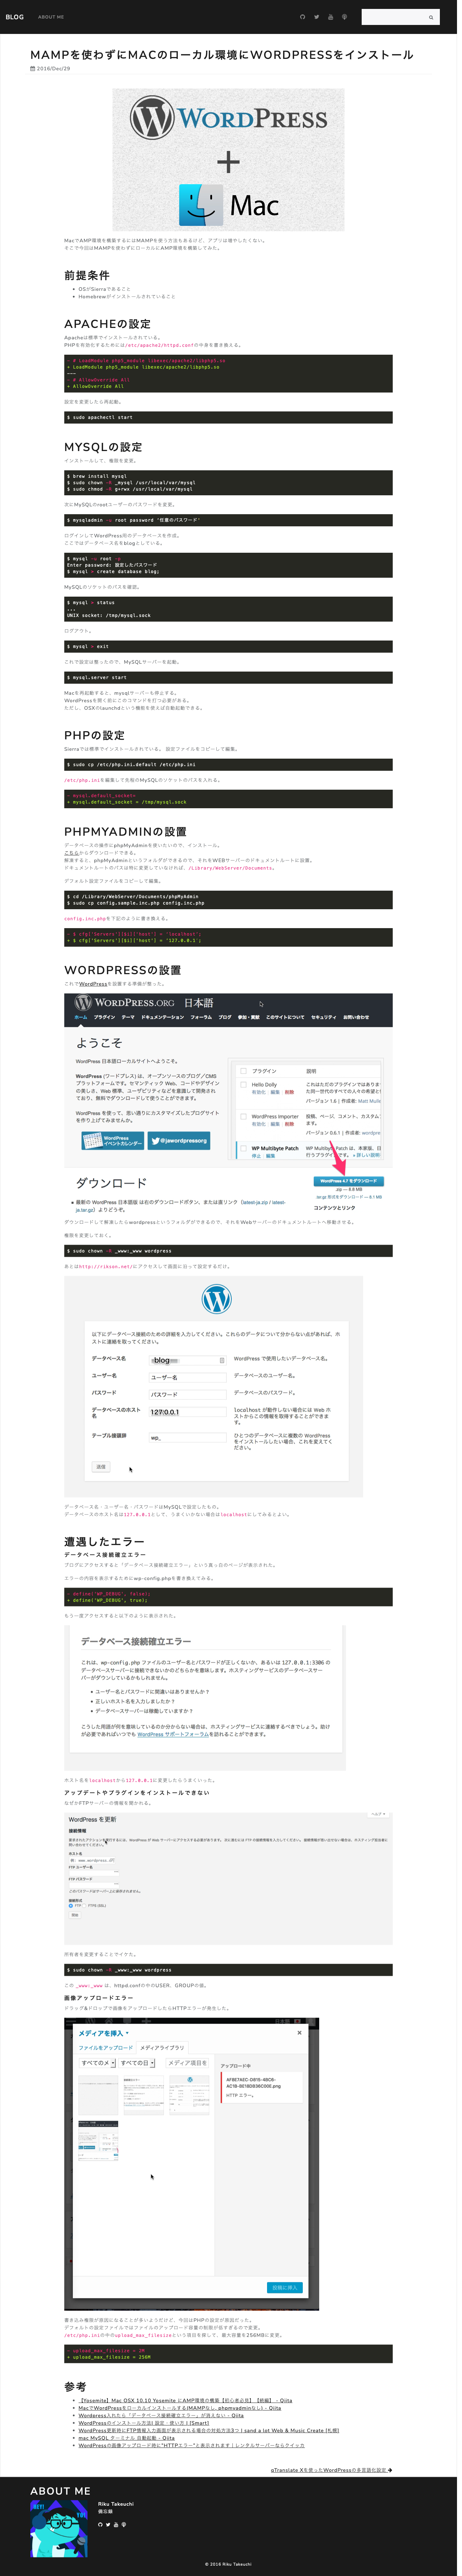 BLOG
ABOUT ME
MAMPを使わずにMACのローカル環境にWORDPRESSをインストール
2016/Dec/29
WORDPRESS
+
Mac
MacでAMP環境を構築するにはMAMPを使う方法もあるけど、アプリは増やしたくない。
そこで今回はMAMPを使わずにローカルにAMP環境を構築してみた。
前提条件
OSがSierraであること
Homebrewがインストールされていること
APACHEの設定
Apacheは標準でインストールされている。
PHPを有効化するためには/etc/apache2/httpd.confの中身を書き換える。
- # LoadModule php5_module libexec/apache2/libphp5.so
+ LoadModule php5_module libexec/apache2/libphp5.so
---
- # AllowOverride All
+ AllowOverride All
設定を変更したら再起動。
$ sudo apachectl start
MYSQLの設定
インストールして、権限を変更。
$ brew install mysql
$ sudo chown -R _mysql /usr/local/var/mysql
$ sudo chmod -R g+rwx /usr/local/var/mysql
次にMySQLのrootユーザーのパスワードを変更。
$ mysqladmin -u root password '任意のパスワード'
ログインしてWordPress用のデータベースを作成。
ここではデータベース名をblogとしている。
$ mysql -u root -p
Enter password: 設定したパスワード
$ mysql > create database blog;
MySQLのソケットのパスを確認。
$ mysql > status
...
UNIX socket: /tmp/mysql.sock
ログアウト。
$ mysql > exit
これで設定は整ったので、MySQLサーバーを起動。
$ mysql.server start
Macを再起動すると、mysqlサーバーも停止する。
WordPressを開く前にこのコマンドを打つ必要がある。
ただし、OSXのlaunchdという機能を使えば自動起動できる。
PHPの設定
Sierraでは標準でインストールされている。 設定ファイルをコピーして編集。
$ sudo cp /etc/php.ini.default /etc/php.ini
/etc/php.iniを編集して先程のMySQLのソケットのパスを入れる。
- mysql.default_socket=
+ mysql.default_socket = /tmp/mysql.sock
PHPMYADMINの設置
データベースの操作にphpMyAdminを使いたいので、インストール。
こちらからダウンロードできる。
解凍すると、phpMyAdminというフォルダができるので、それをWEBサーバーのドキュメントルートに設置。
ドキュメントルートのパスは特に変更していなければ、/Library/WebServer/Documents。
デフォルト設定ファイルをコピーして編集。
$ cd /Library/WebServer/Documents/phpMyAdmin
$ sudo cp config.sample.inc.php config.inc.php
config.inc.phpを下記のように書き換える。
- $ cfg['Servers'][$i]['host'] = 'localhost';
+ $ cfg['Servers'][$i]['host'] = '127.0.0.1';
WORDPRESSの設置
これでWordPressを設置する準備が整った。
WORDPRESS.ORG 日本語
ホーム プラグイン テーマ ドキュメンテーション フォーラム ブログ 参加・貢献 このサイトについて セキュリティ お問い合わせ
ようこそ
WordPress 日本語ローカルサイトへようこそ。
WordPress (ワードプレス) は、オープンソースのブログ／CMS
プラットフォームです。セマンティック Web、コードやデザイン
の美しさ、Web 標準、ユーザビリティなどを意識して開発されて
おり、無料でダウンロードして使うことができます。
WordPress を使って、思い通りにカスタマイズしたブログサイト
を作り上げてみませんか。
WordPress
イベントカレンダー
@jawordpressorg
プラグイン 説明
Hello Dolly
有効化 編集 削除
これはただのプラグインではありません
バージョン 1.6 | 作成者: Matt Mulle
WordPress Importer
有効化 編集 削除
投稿、ページ、コメント、カスタムフィー
バージョン 0.6.1 | 作成者: wordpress
WP Multibyte Patch
停止 編集
ダウンロード
最新の WordPress 日本語版 は右のダウンロードボタン、または直リンク (latest-ja.zip / latest-
ja.tar.gz) よりどうぞ。
WordPress 4.7 をダウンロード
.zip — 8.8 MB
.tar.gz 形式をダウンロード — 8.1 MB
コンテンツとリンク
ダウンロードして解凍したらwordpressというフォルダができるので、それをWebサーバーのドキュメントルートへ移動させる。
権限を変更しておく。
$ sudo chown -R _www:_www wordpress
あとはhttp://rikson.net/にアクセスして画面に沿って設定するだけ。
以下にデータベース接続のための詳細を入力してください。これらのデータについて分からない点があれば、ホストに連絡を取ってください。
データベース名 blog WordPress で使用したいデータベース名。
ユーザー名 ユーザー名 データベースのユーザー名。
パスワード パスワード データベースのパスワード。
データベースのホスト名 127.0.0.1 localhost が動作しない場合には Web ホストからこの情報を取得することができます。
テーブル接頭辞 wp_ ひとつのデータベースに複数の WordPress をインストールしたい場合、これを変えてください。
送信
データベース名・ユーザー名・パスワードはMySQLで設定したもの。
データベースのホスト名は127.0.0.1として、うまくいかない場合はlocalhostにしてみるとよい。
遭遇したエラー
データベース接続確立エラー
ブログにアクセスすると「データベース接続確立エラー」という真っ白のページが表示された。
エラーの内容を表示するためにwp-config.phpを書き換えてみる。
- define('WP_DEBUG', false);
+ define('WP_DEBUG', true);
もう一度アクセスすると以下のように表示された。
データベース接続確立エラー
これは、wp-config.php ファイルのユーザー名とパスワードが正しくないか、あるいは 127.0.0.1:3306 のデータベースサーバーに接続できないかのどちらかを意味します。ホスティングサービスのデータベースサーバーがダウンしているかもしれません。
ユーザー名とパスワードに間違いはありませんか？
正しいホスト名を入力しましたか？
データベースサーバーは稼働していますか？
こうした用語が何を意味しているのか分からない場合は、ホスティングサービスに連絡するべきでしょう。助けが必要であればいつでも WordPress サポートフォーラムを訪れることができます。
ホスト名をlocalhostから127.0.0.1に変更したらうまくいった。
アップデートやプラグインをインストールできない
なぜかFTPサーバーの情報を聞かれる。
ヘルプ
WordPress を更新
接続情報
ホスト名
FTP ユーザー名
FTP パスワード
このパスワードはサーバー上に保存されません。
接続形式
FTP FTPS (SSL)
開始
所有者を変更することでイケた。
$ sudo chown -R _www:_www wordpress
この _www:_www は、httpd.confの中のUSER、GROUPの値。
画像アップロードエラー
ドラッグ&ドロップで画像をアップロードしたらHTTPエラーが発生した。
メディアを挿入
ファイルをアップロード メディアライブラリ
すべてのメ すべての日 メディア項目を
アップロード中
HTTP エラー。
投稿に挿入
書き込み権限が原因になることが多いようだけど、今回はPHPの設定が原因だった。
デフォルトの設定ファイルではファイルのアップロード容量の制限が低すぎるので変更。
/etc/php.iniの中のupload_max_filesizeという項目を探して、最大容量を256MBに変更。
- upload_max_filesize = 2M
+ upload_max_filesize = 256M
参考
【Yosemite】Mac OSX 10.10 Yosemite にAMP環境の構築【初心者必見】【前編】 - Qiita
MacでWordPressをローカルインストールする(MAMPなし、phpmyadminなし) - Qiita
Wordpress入れたら「データベース接続確立エラー」が消えない - Qiita
WordPressのインストール方法| 設定・使い方 | [Smart]
WordPress更新時にFTP情報入力画面が表示される場合の対処方法3つ | sand a lot Web & Music Create [札幌]
mac MySQL ターミナル 自動起動 - Qiita
WordPressの画像アップロード時に"HTTPエラー"と表示されます | レンタルサーバーならクイッカ
qTranslate Xを使ったWordPressの多言語化設定
ABOUT ME
HEY!
YO!
Riku Takeuchi
備忘録
© 2016 Riku Takeuchi